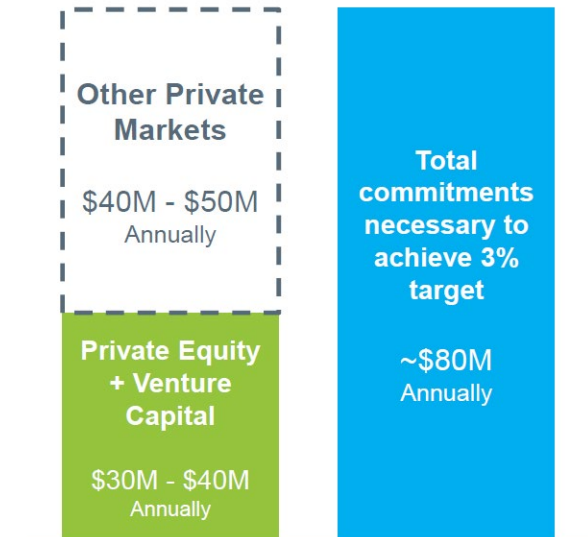 Other Private
Markets
$40M - $50M
Annually
Private Equity
+ Venture
Capital
$30M - $40M
Annually
Total
commitments
necessary to
achieve 3%
target
~$80M
Annually